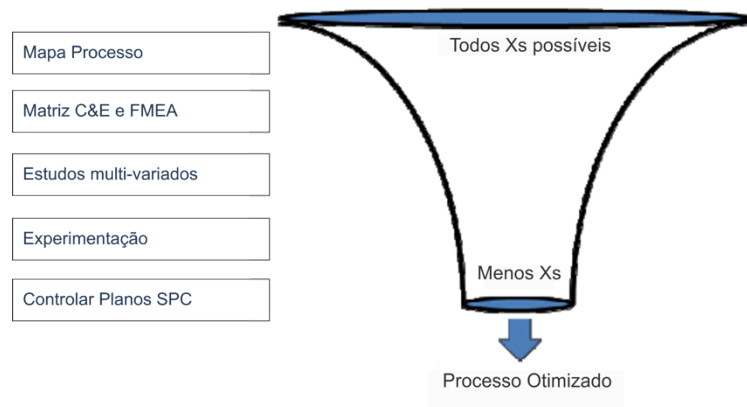 Mapa Processo
Matriz C&E e FMEA
Estudos multi-variados
Experimentação
Controlar Planos SPC
Todos Xs possíveis
Menos Xs
Processo Otimizado